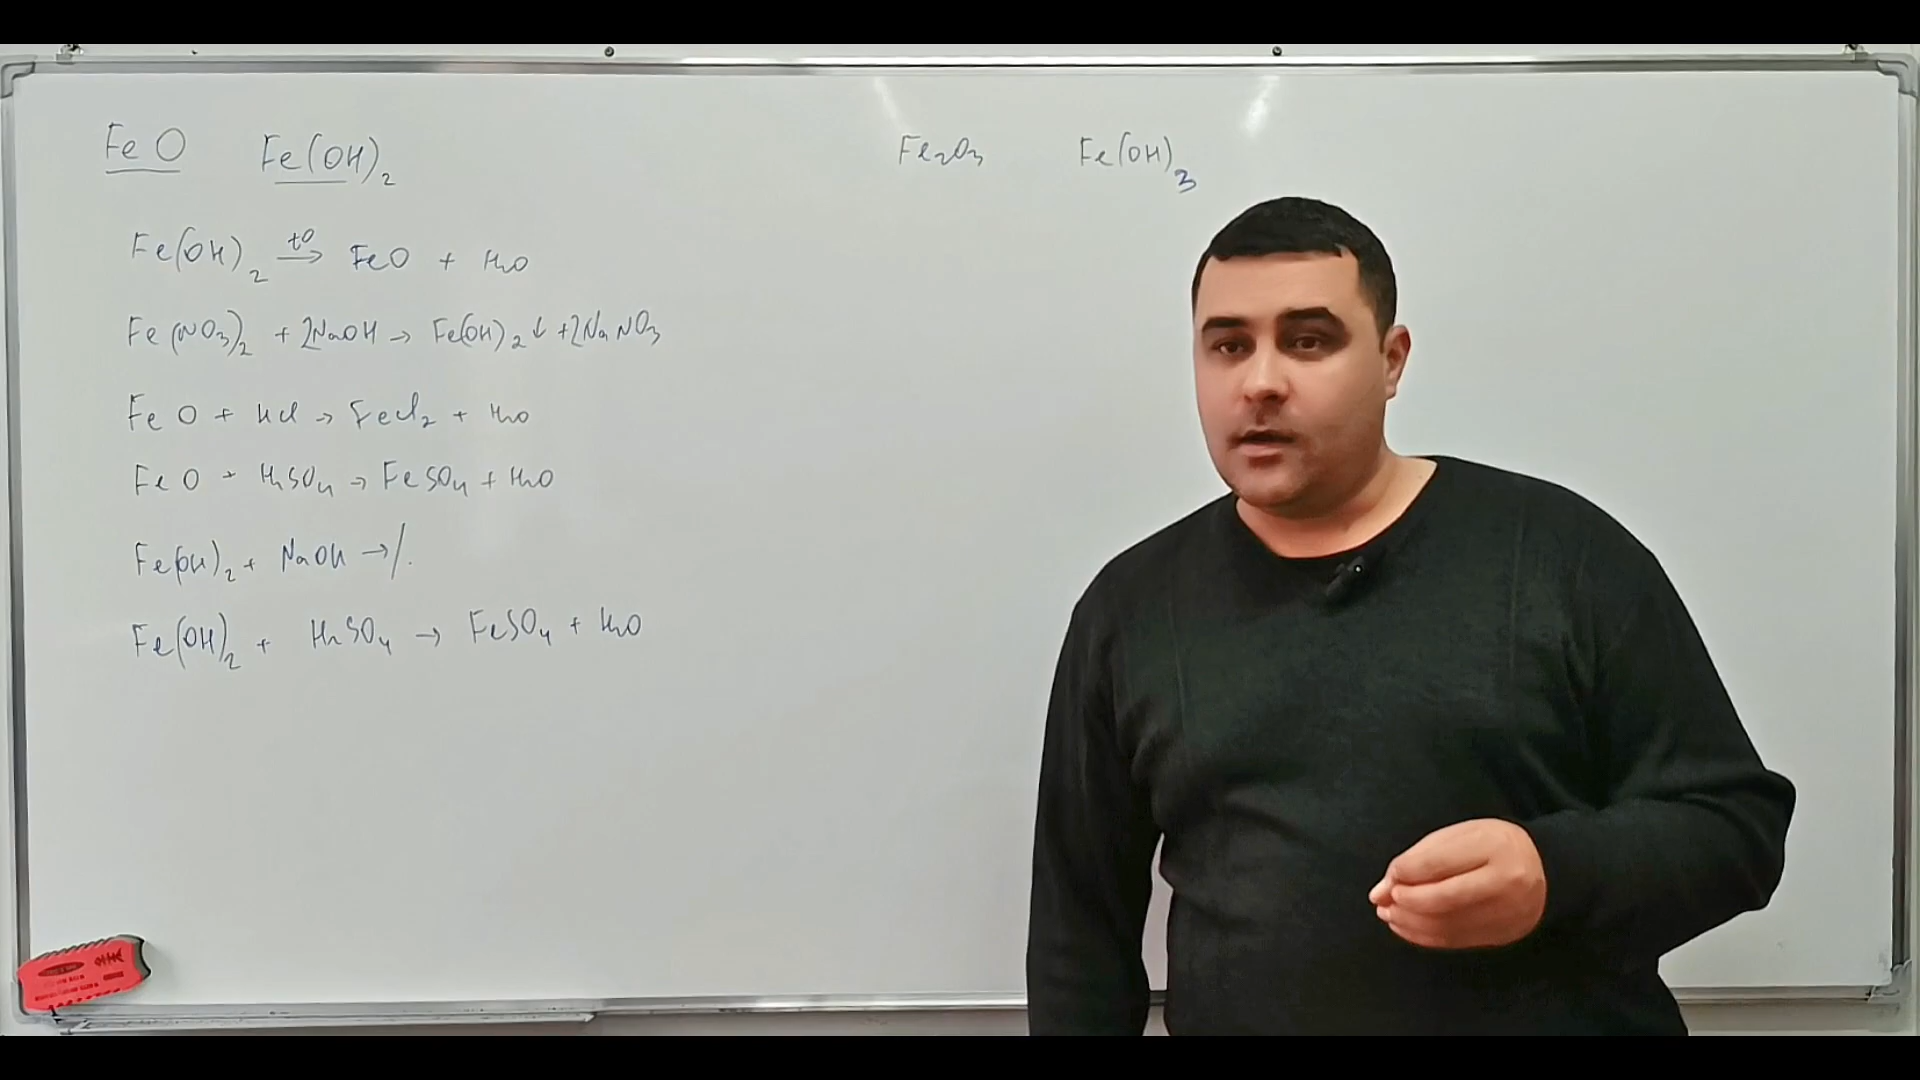 FeO Fe(OH)₂
Fe₂O₃ Fe(OH)₃
Fe(OH)₂ →t⁰ FeO + H₂O
Fe(NO₃)₂ + 2NaOH → Fe(OH)₂↓ + 2NaNO₃
FeO + HCl → FeCl₂ + H₂O
FeO + H₂SO₄ → FeSO₄ + H₂O
Fe(OH)₂ + NaOH → /.
Fe(OH)₂ + H₂SO₄ → FeSO₄ + H₂O